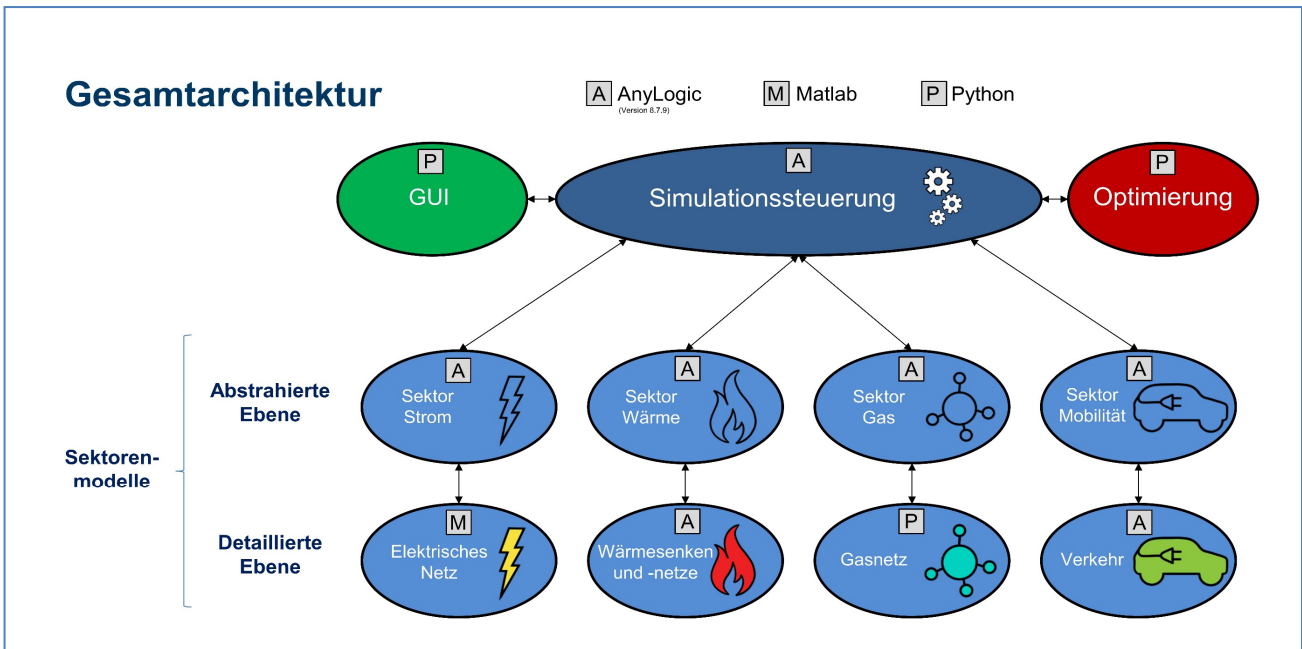 Gesamtarchitektur
A AnyLogic
(Version 8.7.9)
M Matlab
P Python
P
GUI
A
Simulationssteuerung
P
Optimierung
Sektoren-
modelle
Abstrahierte
Ebene
A
Sektor
Strom
A
Sektor
Wärme
A
Sektor
Gas
A
Sektor
Mobilität
Detaillierte
Ebene
M
Elektrisches
Netz
A
Wärmesenken
und -netze
P
Gasnetz
A
Verkehr